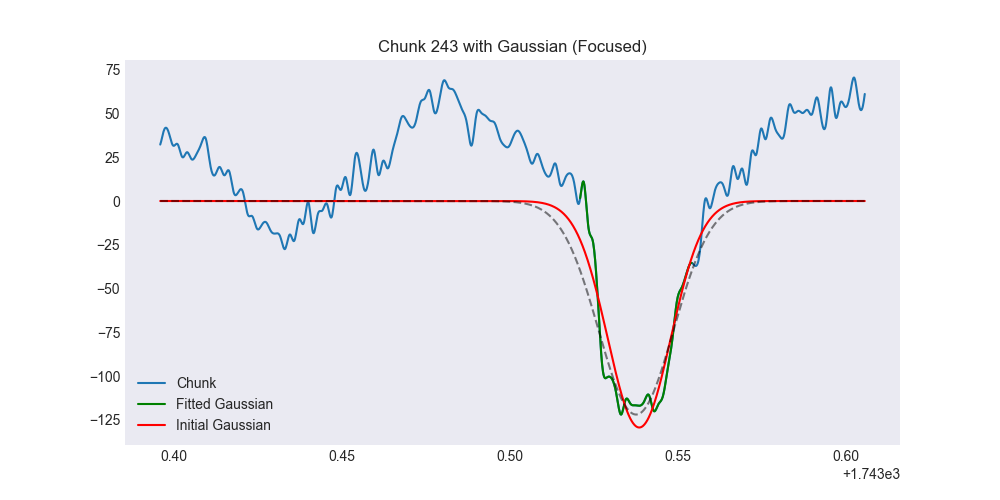 Chunk 243 with Gaussian (Focused)
75
50
25
0
−25
−50
−75
−100
−125
Chunk
Fitted Gaussian
Initial Gaussian
0.40 0.45 0.50 0.55 0.60
+1.743e3